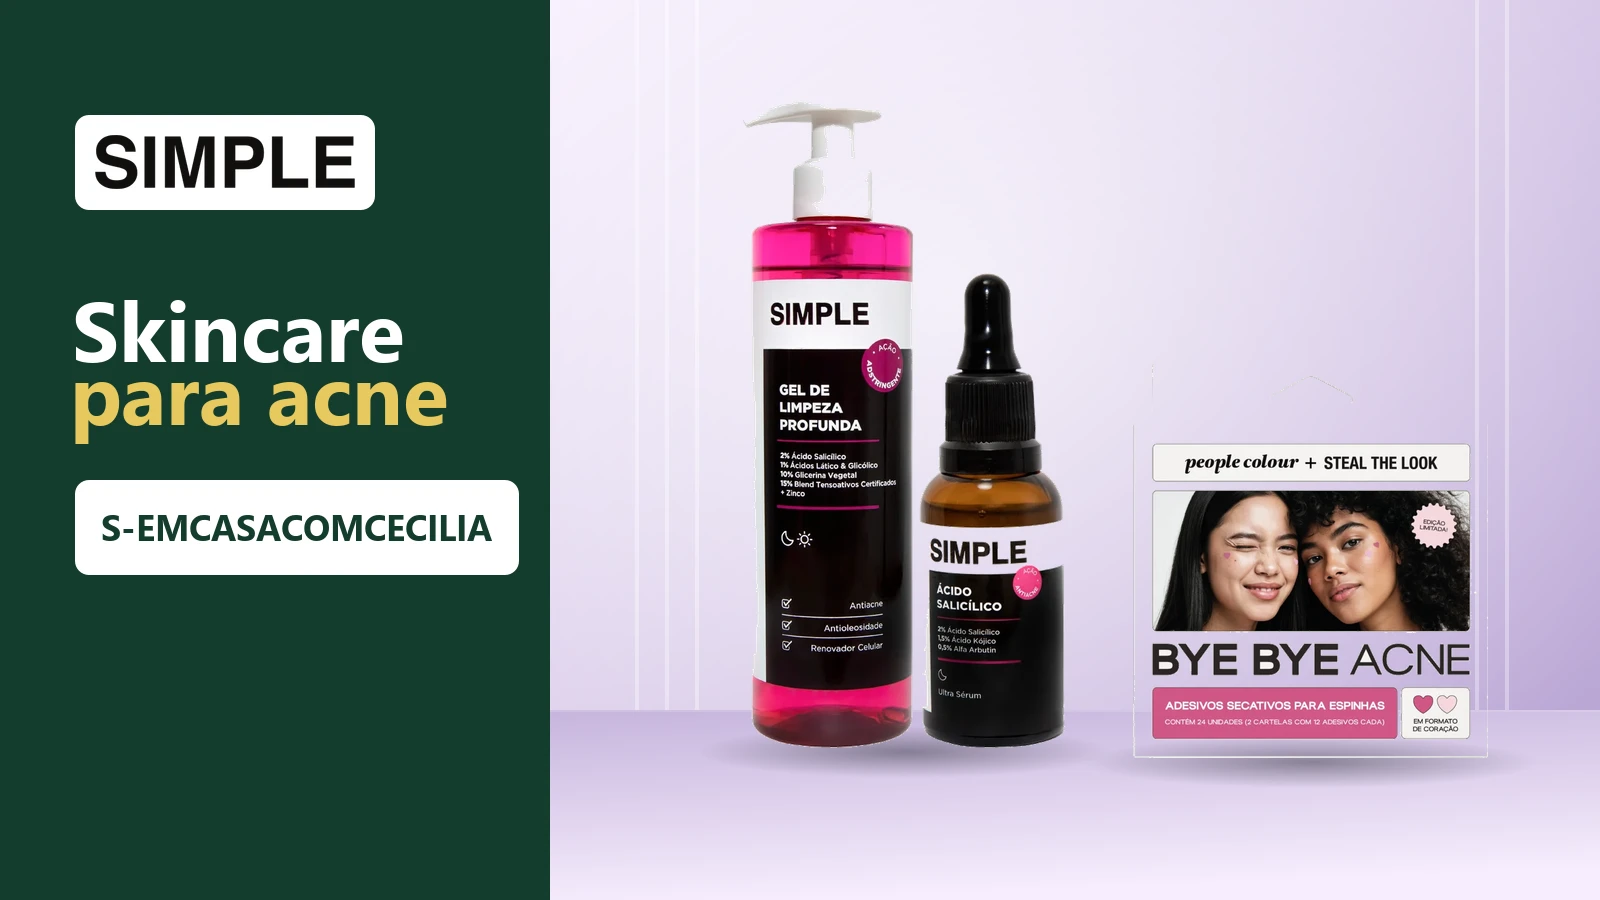 SIMPLE
Skincare
para acne
S-EMCASACOMCECILIA
SIMPLE
• AÇÃO •
ADSTRINGENTE
GEL DE
LIMPEZA
PROFUNDA
2% Ácido Salicílico
1% Ácidos Lático & Glicólico
10% Glicerina Vegetal
15% Blend Tensoativos Certificados
+ Zinco
Antiacne
Antioleosidade
Renovador Celular
SIMPLE
• AÇÃO •
ANTIACNE
ÁCIDO
SALICÍLICO
2% Ácido Salicílico
1,5% Ácido Kójico
0,5% Alfa Arbutin
Ultra Sérum
people colour + STEAL THE LOOK
EDIÇÃO
LIMITADA!
BYE BYE ACNE
ADESIVOS SECATIVOS PARA ESPINHAS
CONTÉM 24 UNIDADES (2 CARTELAS COM 12 ADESIVOS CADA)
EM FORMATO
DE CORAÇÃO